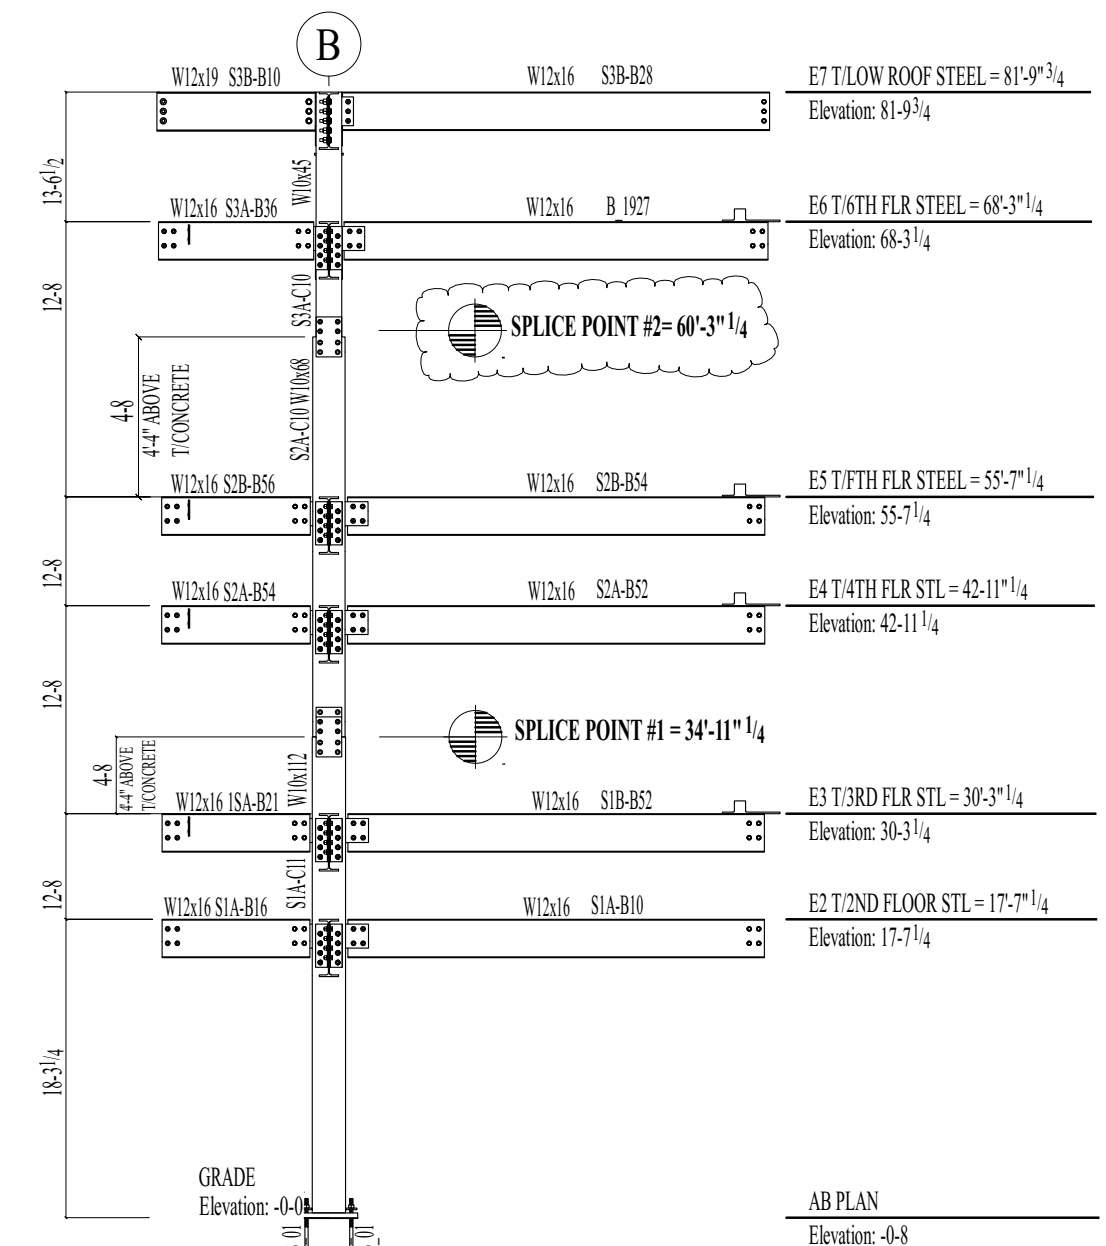 B
W12x19 S3B-B10
W12x16 S3B-B28
E7 T/LOW ROOF STEEL = 81'-9" 3/4
Elevation: 81-9 3/4
13-6 1/2
W10x45
W12x16 S3A-B36
W12x16 B_1927
E6 T/6TH FLR STEEL = 68'-3" 1/4
Elevation: 68-3 1/4
12-8
S3A-C10
SPLICE POINT #2= 60'-3" 1/4
4-8
4'-4" ABOVE
T/CONCRETE
S2A-C10 W10x68
W12x16 S2B-B56
W12x16 S2B-B54
E5 T/FTH FLR STEEL = 55'-7" 1/4
Elevation: 55-7 1/4
12-8
W12x16 S2A-B54
W12x16 S2A-B52
E4 T/4TH FLR STL = 42-11" 1/4
Elevation: 42-11 1/4
12-8
SPLICE POINT #1 = 34'-11" 1/4
4-8
4'-4" ABOVE
T/CONCRETE
W10x112
W12x16 1SA-B21
W12x16 S1B-B52
E3 T/3RD FLR STL = 30'-3" 1/4
Elevation: 30-3 1/4
12-8
S1A-C11
W12x16 S1A-B16
W12x16 S1A-B10
E2 T/2ND FLOOR STL = 17'-7" 1/4
Elevation: 17-7 1/4
18-3 1/4
GRADE
Elevation: -0-0
AB PLAN
Elevation: -0-8
01
01